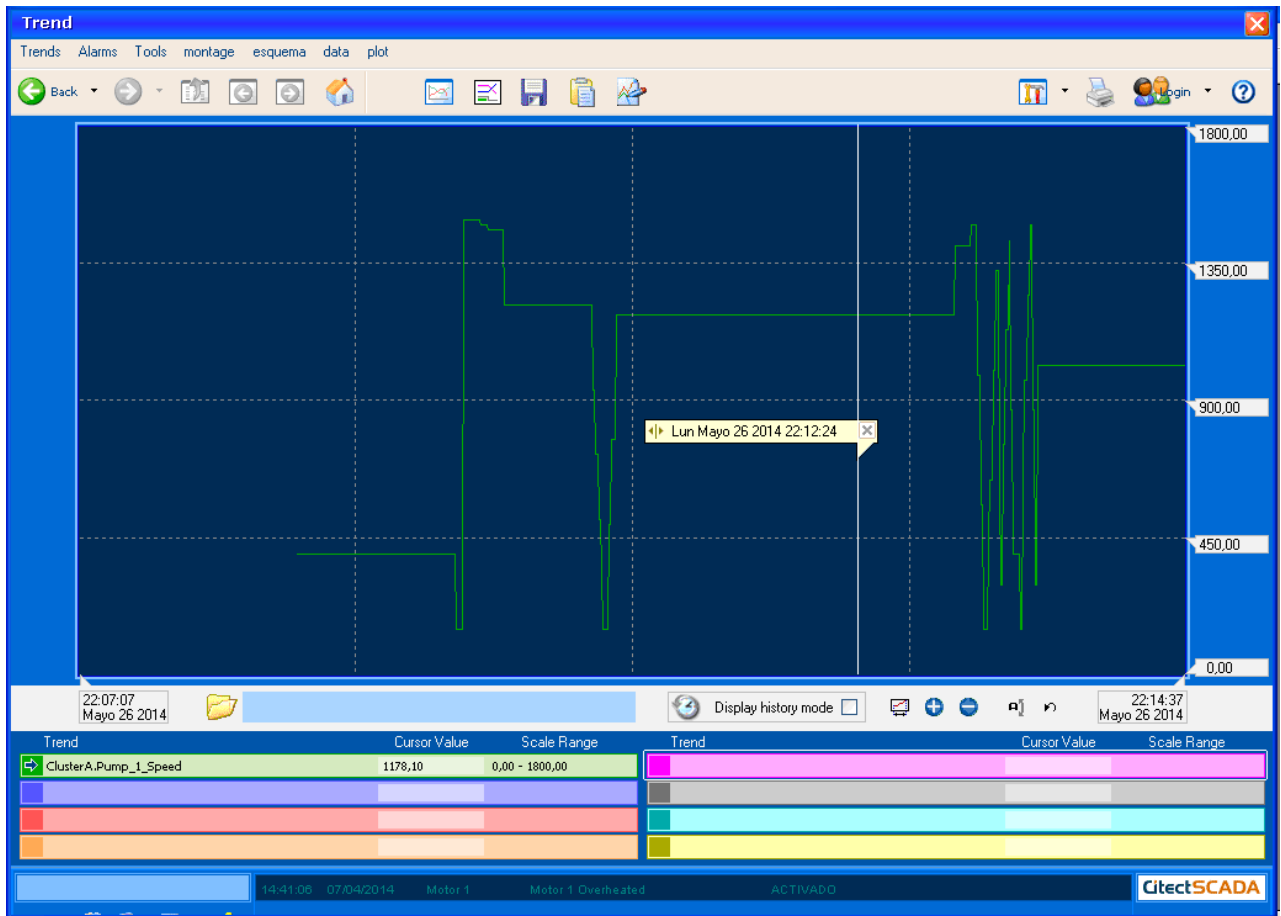 Trend
Trends Alarms Tools montage esquema data plot
Back Login
1800,00
1350,00
900,00
Lun Mayo 26 2014 22:12:24
450,00
0,00
22:07:07
Mayo 26 2014
Display history mode
22:14:37
Mayo 26 2014
Trend Cursor Value Scale Range Trend Cursor Value Scale Range
ClusterA.Pump_1_Speed 1178,10 0,00 - 1800,00
14:41:06 07/04/2014 Motor 1 Motor 1 Overheated ACTIVADO
CitectSCADA